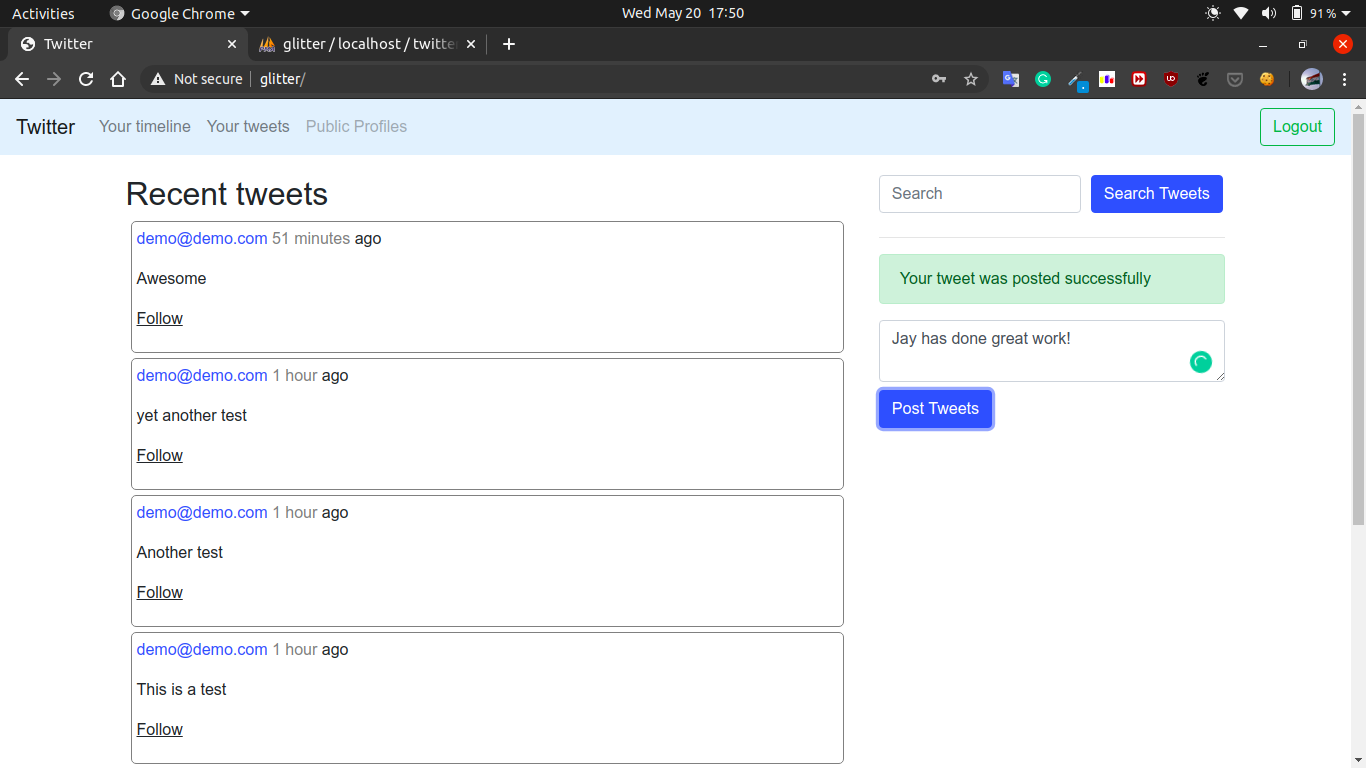 Activities
Google Chrome
Wed May 20 17:50
91 %
Twitter
glitter / localhost / twitte
Not secure
glitter/
Twitter
Your timeline
Your tweets
Public Profiles
Logout
Recent tweets
demo@demo.com 51 minutes ago
Awesome
Follow
demo@demo.com 1 hour ago
yet another test
Follow
demo@demo.com 1 hour ago
Another test
Follow
demo@demo.com 1 hour ago
This is a test
Follow
Search
Search Tweets
Your tweet was posted successfully
Jay has done great work!
Post Tweets